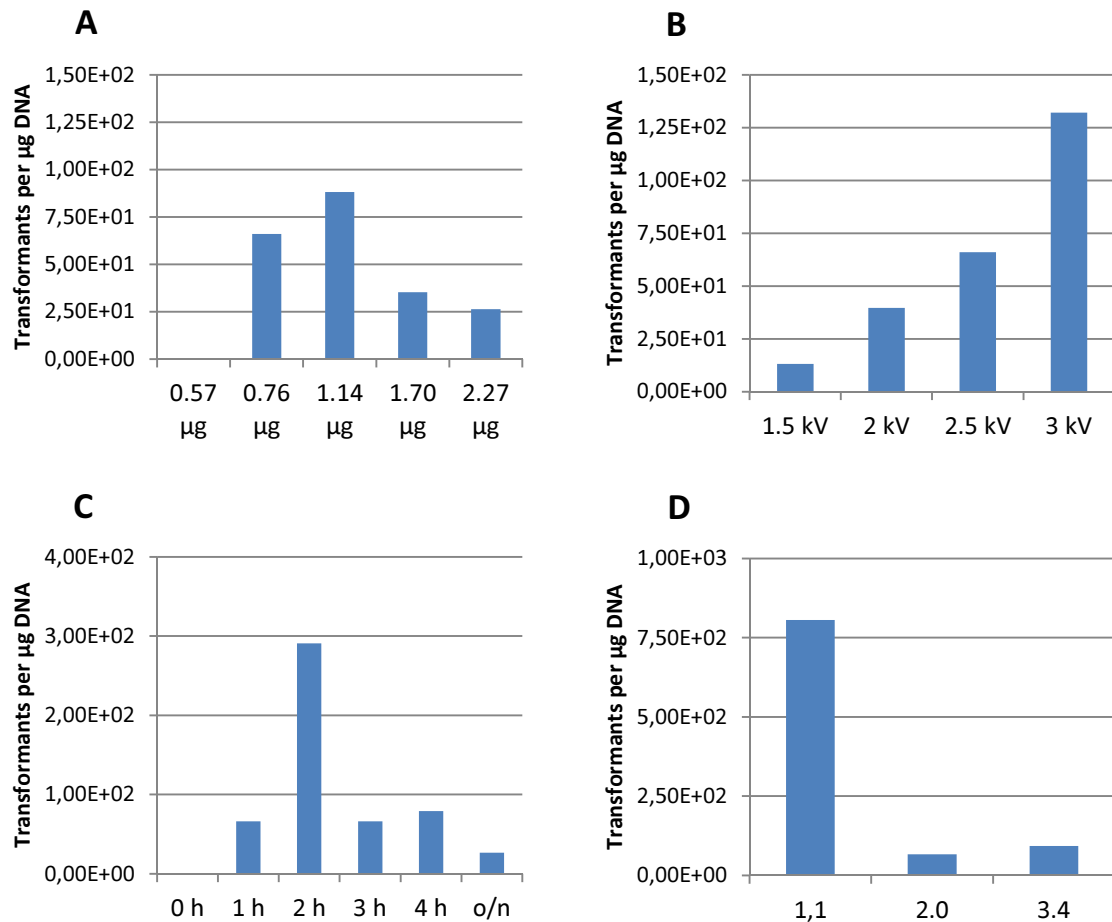 A
Transcriptants per µg DNA
1,50E+02
1,25E+02
1,00E+02
7,50E+01
5,00E+01
2,50E+01
0,00E+00
0.57 0.76 1.14 1.70 2.27
µg µg µg µg µg
B
Transformants per µg DNA
1,50E+02
1,25E+02
1,00E+02
7,50E+01
5,00E+01
2,50E+01
0,00E+00
1.5 kV 2 kV 2.5 kV 3 kV
C
Transformants per µg DNA
4,00E+02
3,00E+02
2,00E+02
1,00E+02
0,00E+00
0 h 1 h 2 h 3 h 4 h o/n
D
Transformants per µg DNA
1,00E+03
7,50E+02
5,00E+02
2,50E+02
0,00E+00
1,1 2.0 3.4